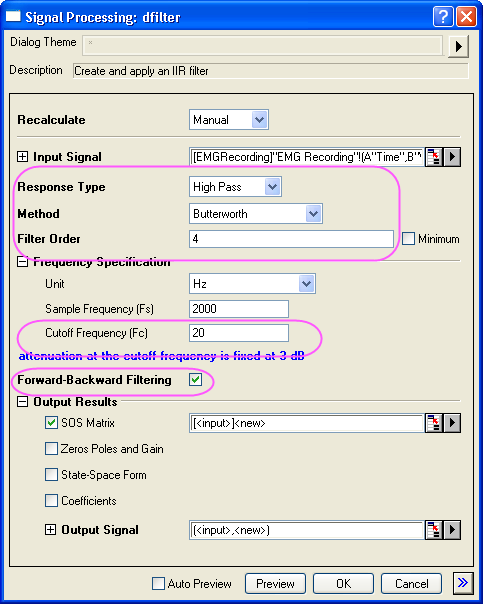 Signal Processing: dfilter
Dialog Theme *
Description Create and apply an IIR filter
Recalculate Manual
Input Signal [EMGRecording]"EMG Recording"!(A"Time",B"
Response Type High Pass
Method Butterworth
Filter Order 4 Minimum
Frequency Specification
Unit Hz
Sample Frequency (Fs) 2000
Cutoff Frequency (Fc) 20
attenuation at the cutoff frequency is fixed at 3 dB
Forward-Backward Filtering
Output Results
SOS Matrix [<input>]<new>
Zeros Poles and Gain
State-Space Form
Coefficients
Output Signal (<input>,<new>)
Auto Preview Preview OK Cancel